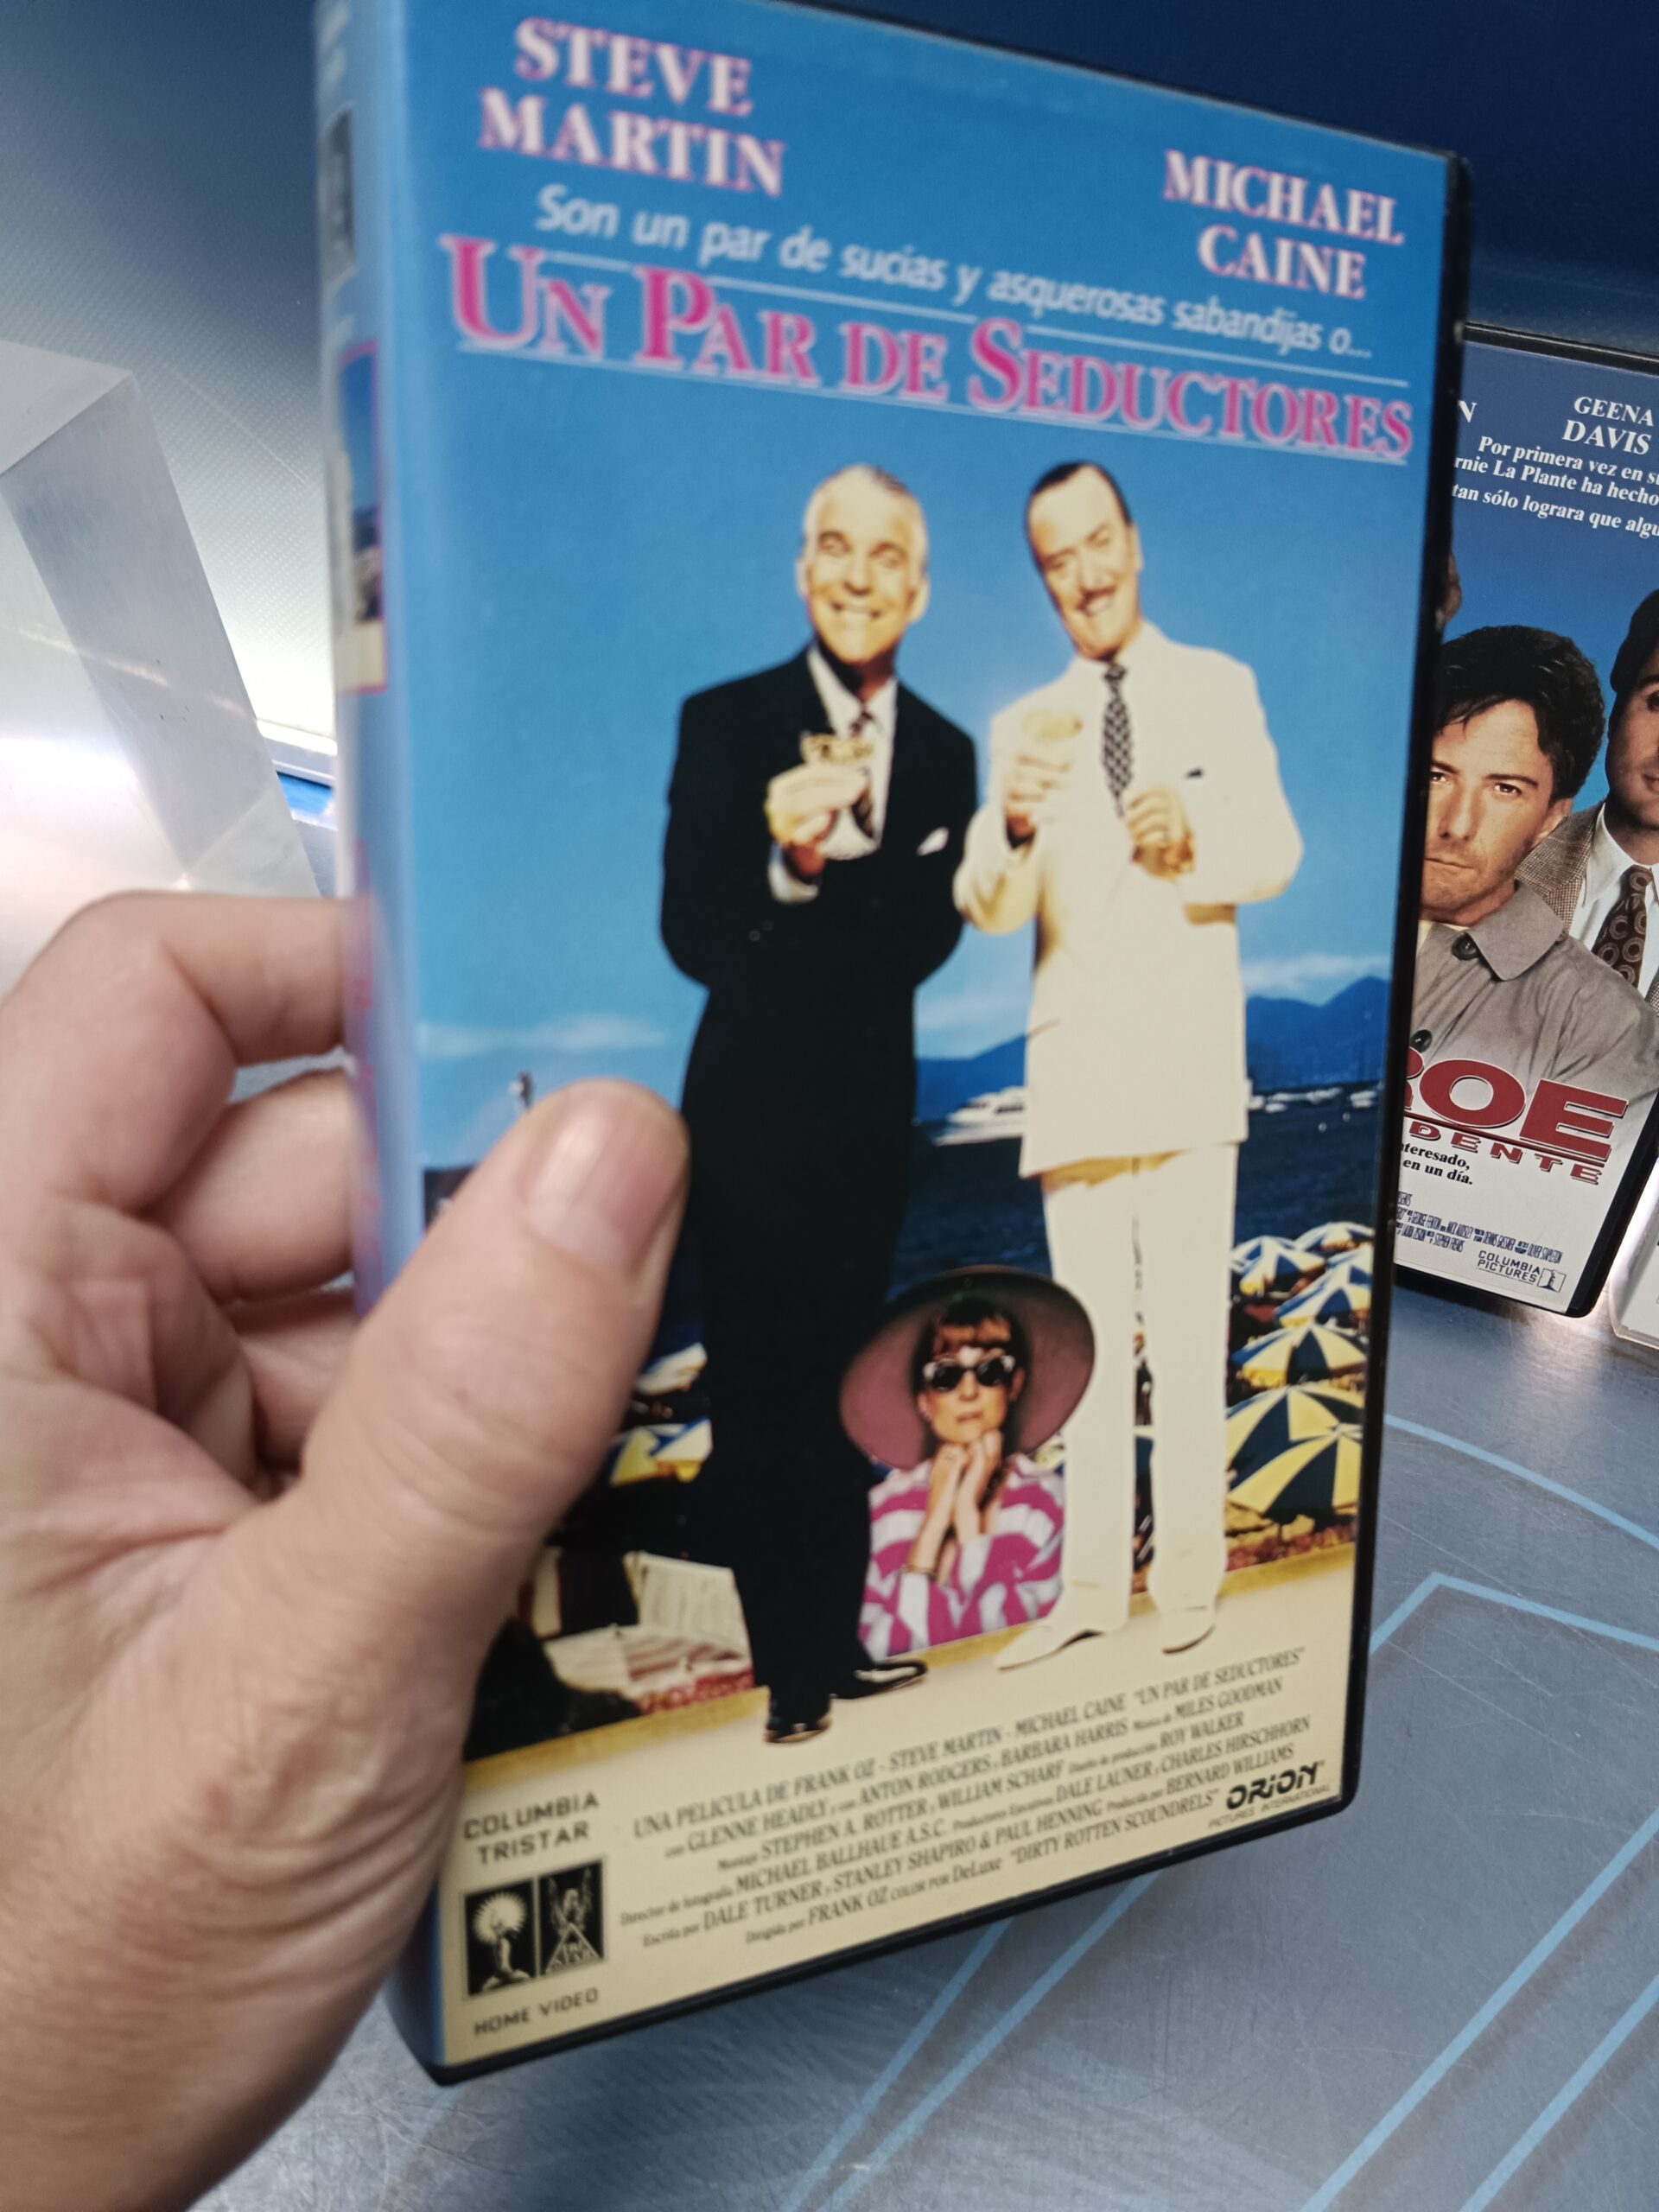 STEVE
MARTIN
MICHAEL
CAINE
Son un par de sucias y asquerosas sabandijas o...
UN PAR DE SEDUCTORES
UNA PELICULA DE FRANK OZ - STEVE MARTIN - MICHAEL CAINE "UN PAR DE SEDUCTORES"
con GLENNE HEADLY y con ANTON RODGERS y BARBARA HARRIS Música de MILES GOODMAN
Montaje STEPHEN A. ROTTER y WILLIAM SCHARF Diseño de producción ROY WALKER
Director de fotografía MICHAEL BALLHAUE A.S.C. Productores Ejecutivos DALE LAUNER y CHARLES HIRSCHHORN
Escrita por DALE TURNER y STANLEY SHAPIRO & PAUL HENNING Producida por BERNARD WILLIAMS
Dirigida por FRANK OZ COLOR POR DeLuxe "DIRTY ROTTEN SCOUNDRELS"
ORION
PICTURES INTERNATIONAL
COLUMBIA
TRISTAR
HOME VIDEO
N
GEENA
DAVIS
Por primera vez en s
rnie La Plante ha hecho
tan sólo lograra que algu
ROE
DENTE
nteresado,
en un día.
COLUMBIA
PICTURES